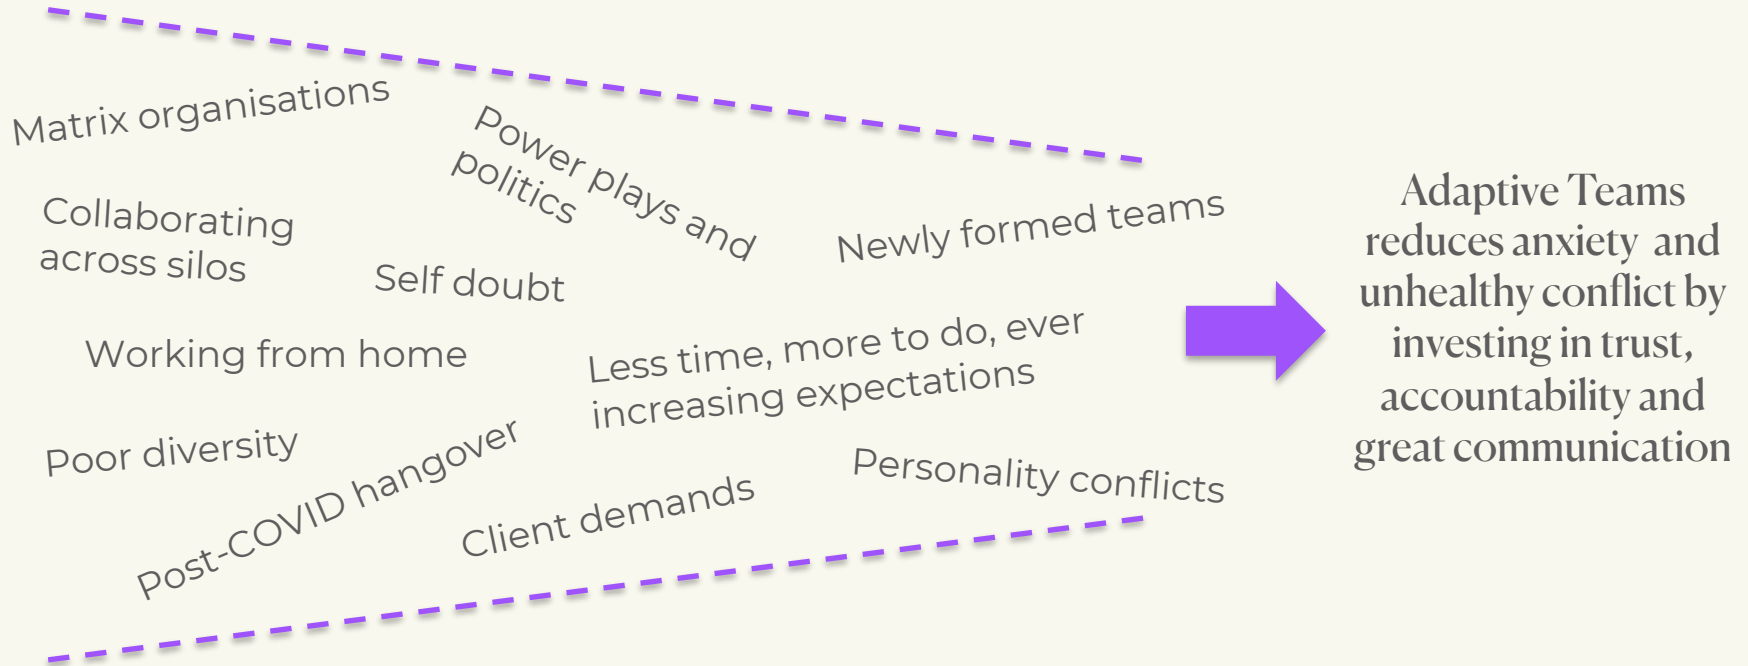 Matrix organisations
Power plays and
politics
Collaborating
across silos
Self doubt
Newly formed teams
Working from home
Less time, more to do, ever
increasing expectations
Poor diversity
Post-COVID hangover
Client demands
Personality conflicts
Adaptive Teams
reduces anxiety and
unhealthy conflict by
investing in trust,
accountability and
great communication